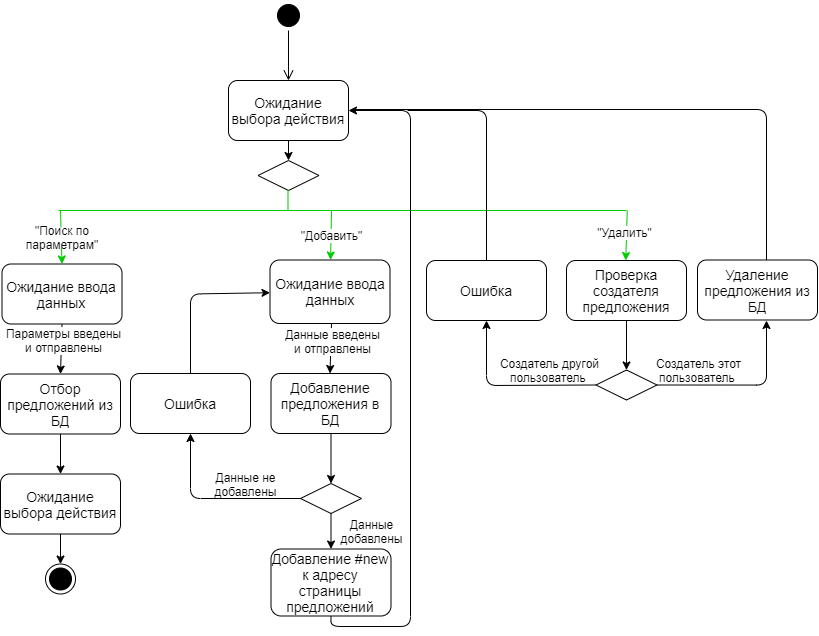 Ожидание
выбора действия
"Поиск по
параметрам"
"Добавить"
"Удалить"
Ожидание ввода
данных
Ожидание ввода
данных
Ошибка
Проверка
создателя
предложения
Удаление
предложения из
БД
Параметры введены
и отправлены
Данные введены
и отправлены
Создатель другой
пользователь
Создатель этот
пользователь
Отбор
предложений из
БД
Ошибка
Добавление
предложения в
БД
Данные не
добавлены
Ожидание
выбора действия
Данные
добавлены
Добавление #new
к адресу
страницы
предложений